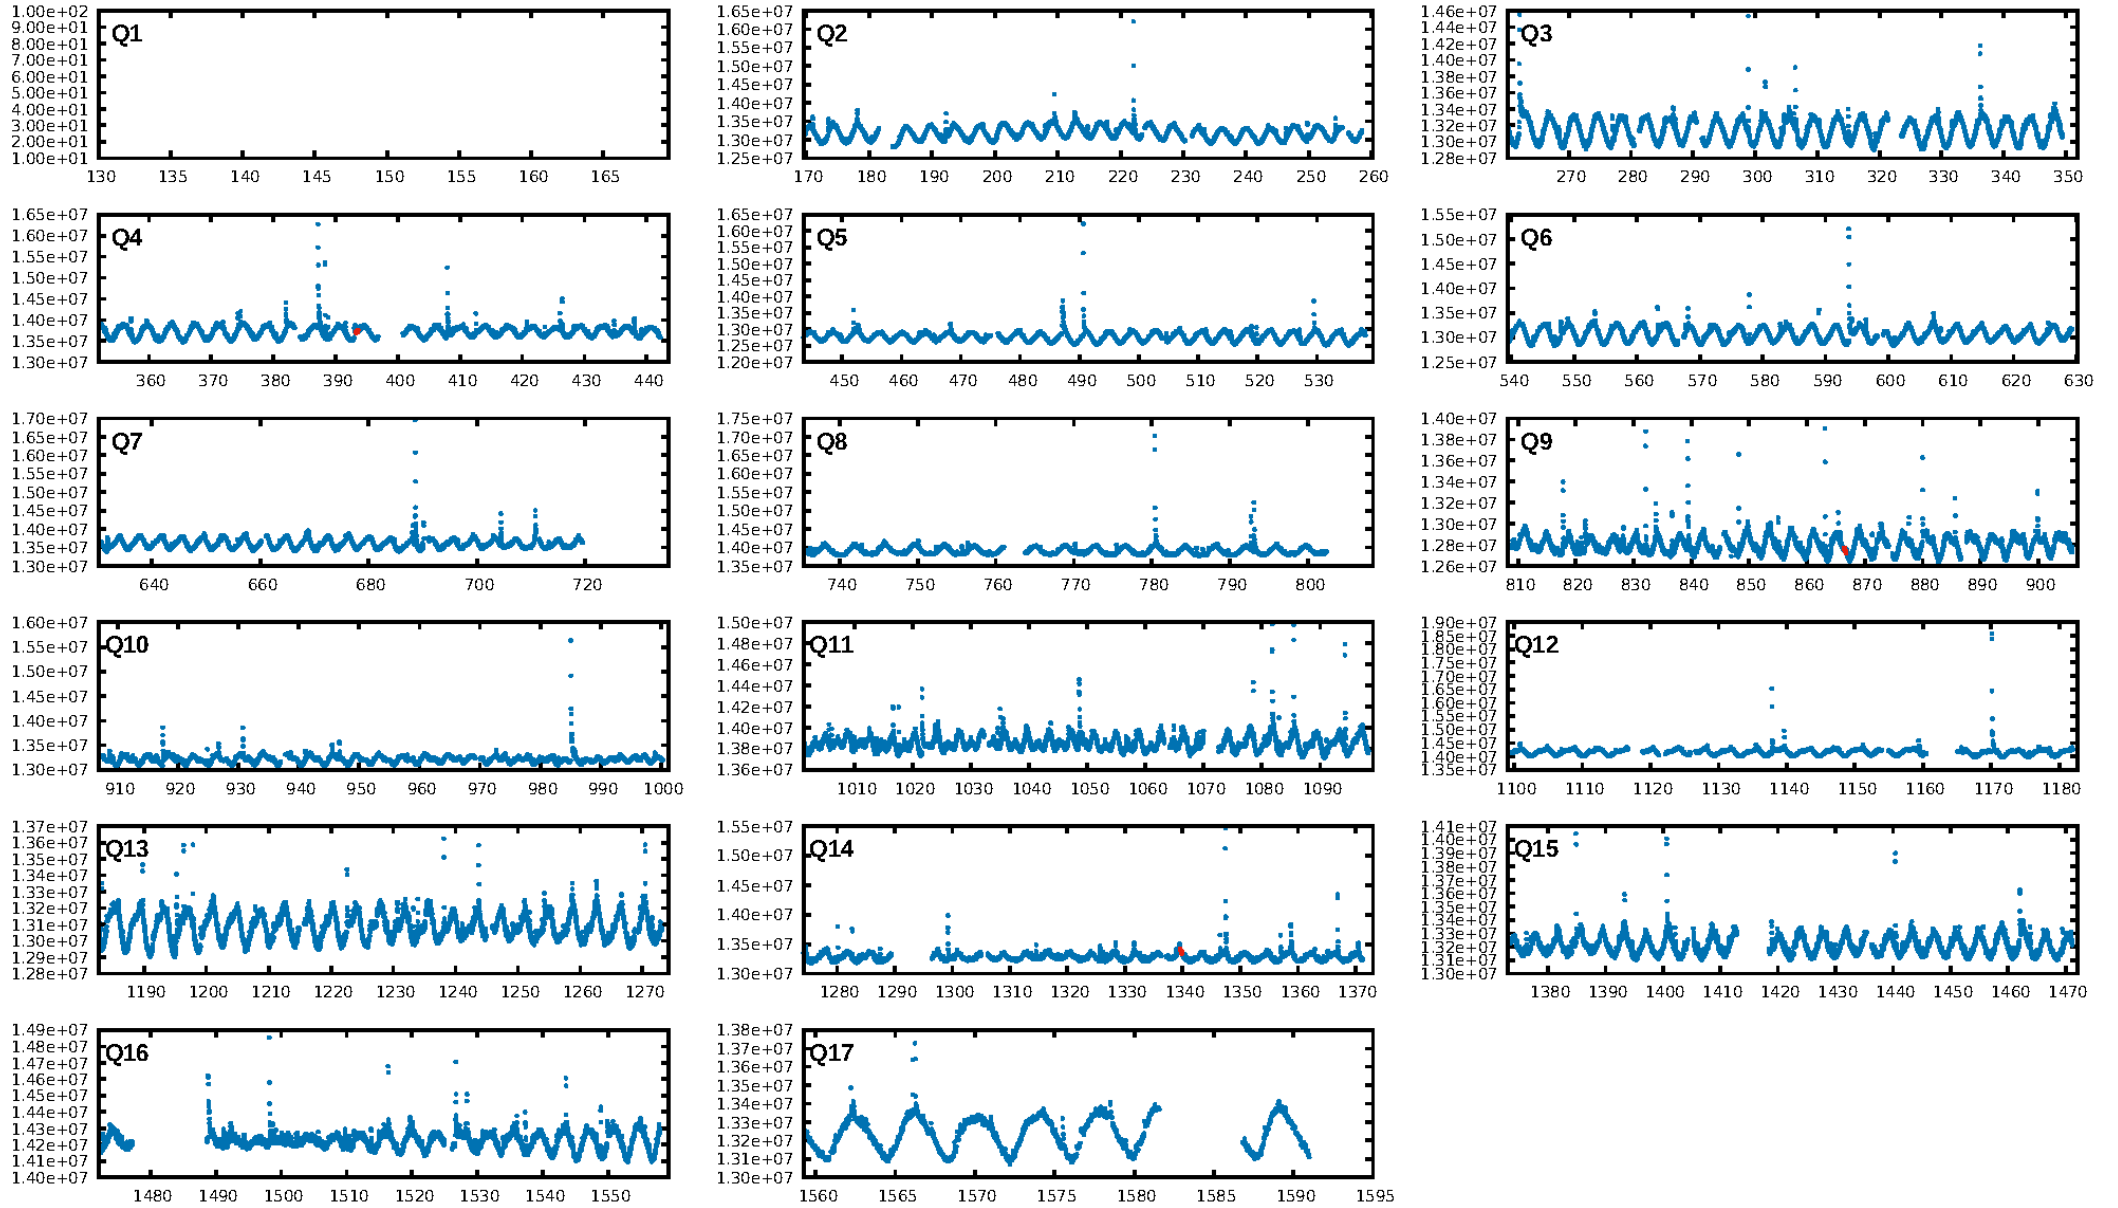 1.00e+02
9.00e+01
8.00e+01
7.00e+01
6.00e+01
5.00e+01
4.00e+01
3.00e+01
2.00e+01
1.00e+01
Q1
130 135 140 145 150 155 160 165
1.65e+07
1.60e+07
1.55e+07
1.50e+07
1.45e+07
1.40e+07
1.35e+07
1.30e+07
1.25e+07
Q2
170 180 190 200 210 220 230 240 250 260
1.46e+07
1.44e+07
1.42e+07
1.40e+07
1.38e+07
1.36e+07
1.34e+07
1.32e+07
1.30e+07
1.28e+07
Q3
270 280 290 300 310 320 330 340 350
1.65e+07
1.60e+07
1.55e+07
1.50e+07
1.45e+07
1.40e+07
1.35e+07
1.30e+07
Q4
360 370 380 390 400 410 420 430 440
1.65e+07
1.60e+07
1.55e+07
1.50e+07
1.45e+07
1.40e+07
1.35e+07
1.30e+07
1.25e+07
1.20e+07
Q5
450 460 470 480 490 500 510 520 530
1.55e+07
1.50e+07
1.45e+07
1.40e+07
1.35e+07
1.30e+07
1.25e+07
Q6
540 550 560 570 580 590 600 610 620 630
1.70e+07
1.65e+07
1.60e+07
1.55e+07
1.50e+07
1.45e+07
1.40e+07
1.35e+07
1.30e+07
Q7
640 660 680 700 720
1.75e+07
1.70e+07
1.65e+07
1.60e+07
1.55e+07
1.50e+07
1.45e+07
1.40e+07
1.35e+07
Q8
740 750 760 770 780 790 800
1.40e+07
1.38e+07
1.36e+07
1.34e+07
1.32e+07
1.30e+07
1.28e+07
1.26e+07
Q9
810 820 830 840 850 860 870 880 890 900
1.60e+07
1.55e+07
1.50e+07
1.45e+07
1.40e+07
1.35e+07
1.30e+07
Q10
910 920 930 940 950 960 970 980 990 1000
1.50e+07
1.48e+07
1.46e+07
1.44e+07
1.42e+07
1.40e+07
1.38e+07
1.36e+07
Q11
1010 1020 1030 1040 1050 1060 1070 1080 1090
1.90e+07
1.85e+07
1.80e+07
1.75e+07
1.70e+07
1.65e+07
1.60e+07
1.55e+07
1.50e+07
1.45e+07
1.40e+07
1.35e+07
Q12
1100 1110 1120 1130 1140 1150 1160 1170 1180
1.37e+07
1.36e+07
1.35e+07
1.34e+07
1.33e+07
1.32e+07
1.31e+07
1.30e+07
1.29e+07
1.28e+07
Q13
1190 1200 1210 1220 1230 1240 1250 1260 1270
1.55e+07
1.50e+07
1.45e+07
1.40e+07
1.35e+07
1.30e+07
Q14
1280 1290 1300 1310 1320 1330 1340 1350 1360 1370
1.41e+07
1.40e+07
1.39e+07
1.38e+07
1.37e+07
1.36e+07
1.35e+07
1.34e+07
1.33e+07
1.32e+07
1.31e+07
1.30e+07
Q15
1380 1390 1400 1410 1420 1430 1440 1450 1460 1470
1.49e+07
1.48e+07
1.47e+07
1.46e+07
1.45e+07
1.44e+07
1.43e+07
1.42e+07
1.41e+07
1.40e+07
Q16
1480 1490 1500 1510 1520 1530 1540 1550
1.38e+07
1.37e+07
1.36e+07
1.35e+07
1.34e+07
1.33e+07
1.32e+07
1.31e+07
1.30e+07
Q17
1560 1565 1570 1575 1580 1585 1590 1595